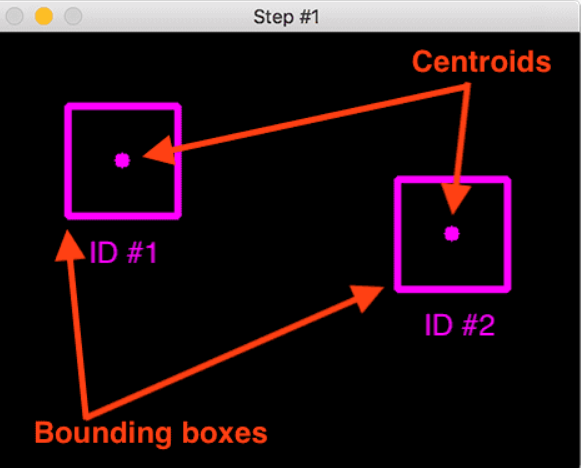 Step #1
Centroids
ID #1
ID #2
Bounding boxes